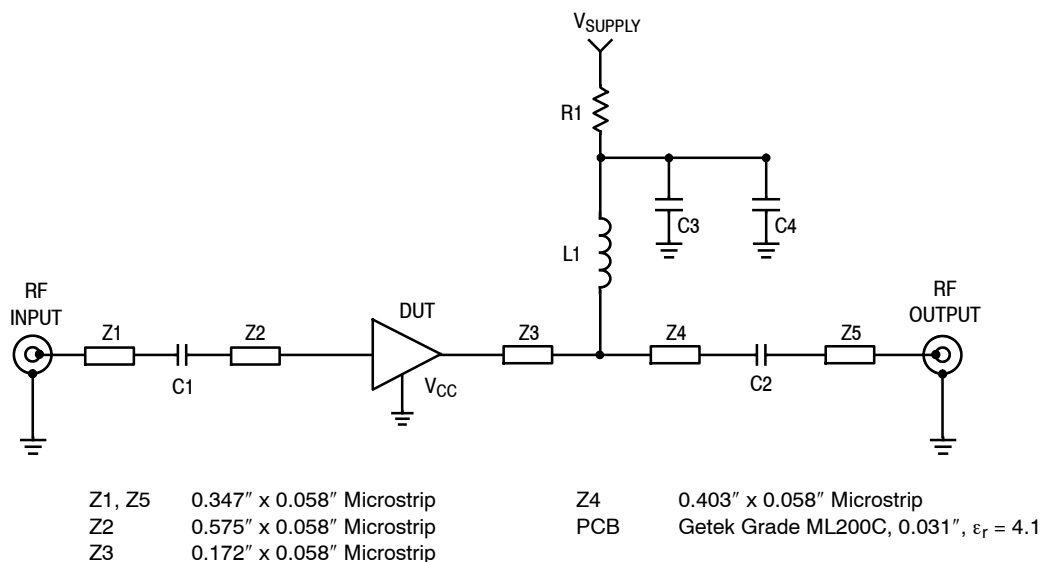 VSUPPLY
R1
C3
C4
L1
RF
INPUT
Z1
C1
Z2
DUT
VCC
Z3
Z4
C2
Z5
RF
OUTPUT
Z1, Z5 0.347″ x 0.058″ Microstrip
Z2 0.575″ x 0.058″ Microstrip
Z3 0.172″ x 0.058″ Microstrip
Z4 0.403″ x 0.058″ Microstrip
PCB Getek Grade ML200C, 0.031″, εr = 4.1